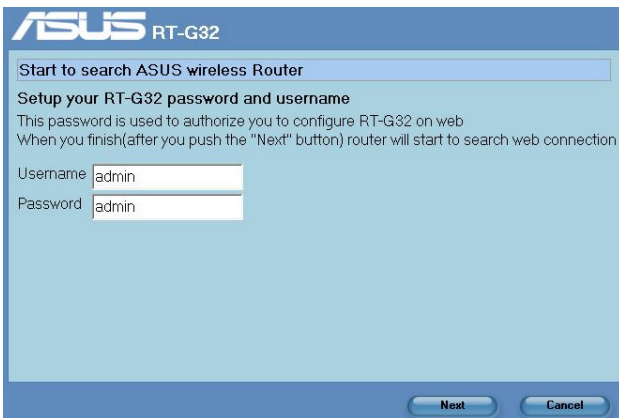 ASUS RT-G32
Start to search ASUS wireless Router
Setup your RT-G32 password and username
This password is used to authorize you to configure RT-G32 on web
When you finish(after you push the "Next" button) router will start to search web connection
Username admin
Password admin
Next Cancel